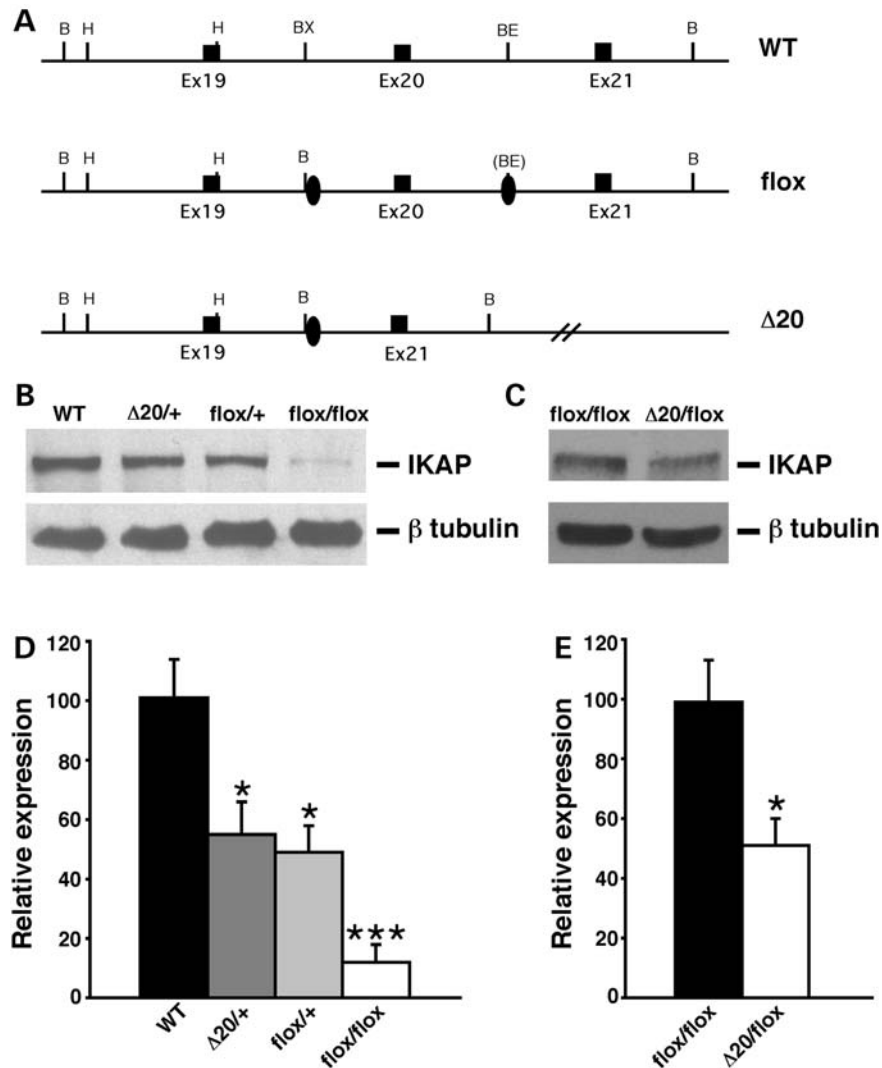 A
B H H BX BE B
WT
Ex19 Ex20 Ex21
B H H B (BE) B
flox
Ex19 Ex20 Ex21
B H H B B
Δ20
Ex19 Ex21
B
WT Δ20/+ flox/+ flox/flox
IKAP
β tubulin
C
flox/flox Δ20/flox
IKAP
β tubulin
D
Relative expression
120
100
80
60
40
20
0
* * ***
WT Δ20/+ flox/+ flox/flox
E
Relative expression
120
100
80
60
40
20
0
*
flox/flox Δ20/flox